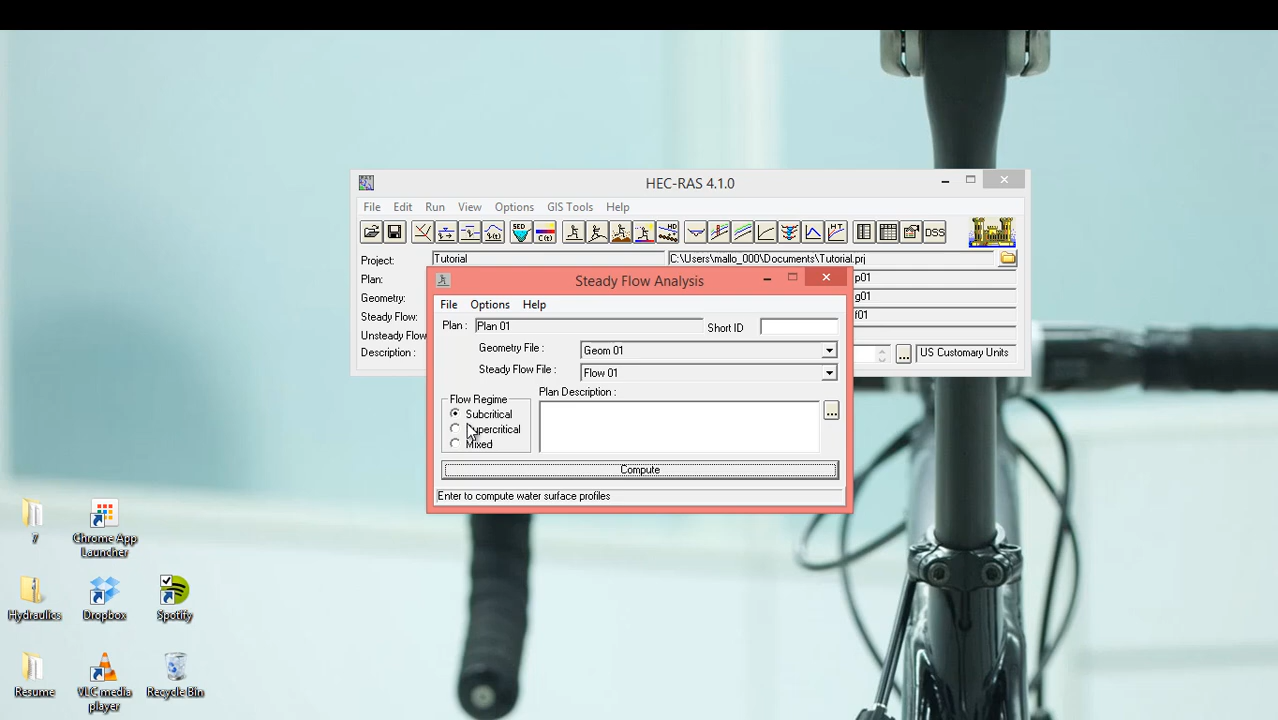 HEC-RAS 4.1.0
File Edit Run View Options GIS Tools Help
SED DSS
Project: Tutorial C:\Users\mallo_000\Documents\Tutorial.prj
Plan: p01
Geometry: g01
Steady Flow: f01
Unsteady Flow
Description : ... US Customary Units
Steady Flow Analysis
File Options Help
Plan : Plan 01 Short ID
Geometry File : Geom 01
Steady Flow File : Flow 01
Flow Regime Plan Description :
Subcritical ...
Supercritical
Mixed
Compute
Enter to compute water surface profiles
7
Chrome App
Launcher
Hydraulics
Dropbox
Spotify
Resume
VLC media
player
Recycle Bin